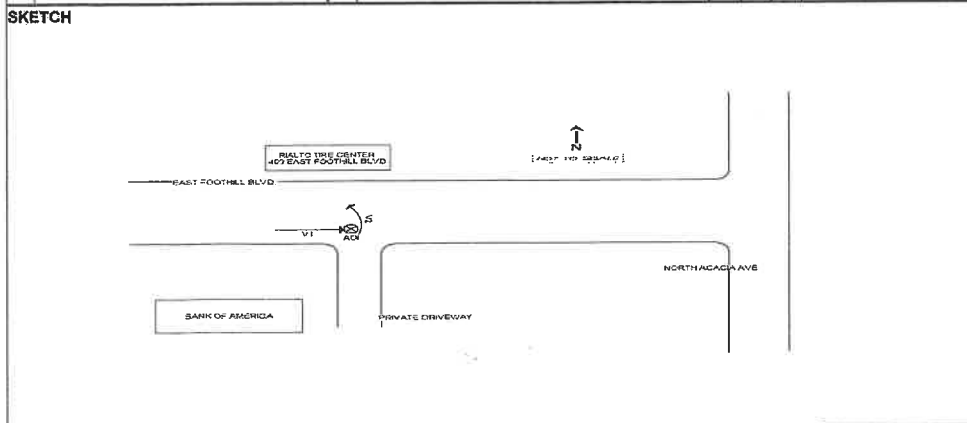 SKETCH
RIALTO TIRE CENTER
EAST FOOTHILL BLVD
N
EAST FOOTHILL BLVD.
V1
AOI
NORTH ACACIA AVE
BANK OF AMERICA
PRIVATE DRIVEWAY